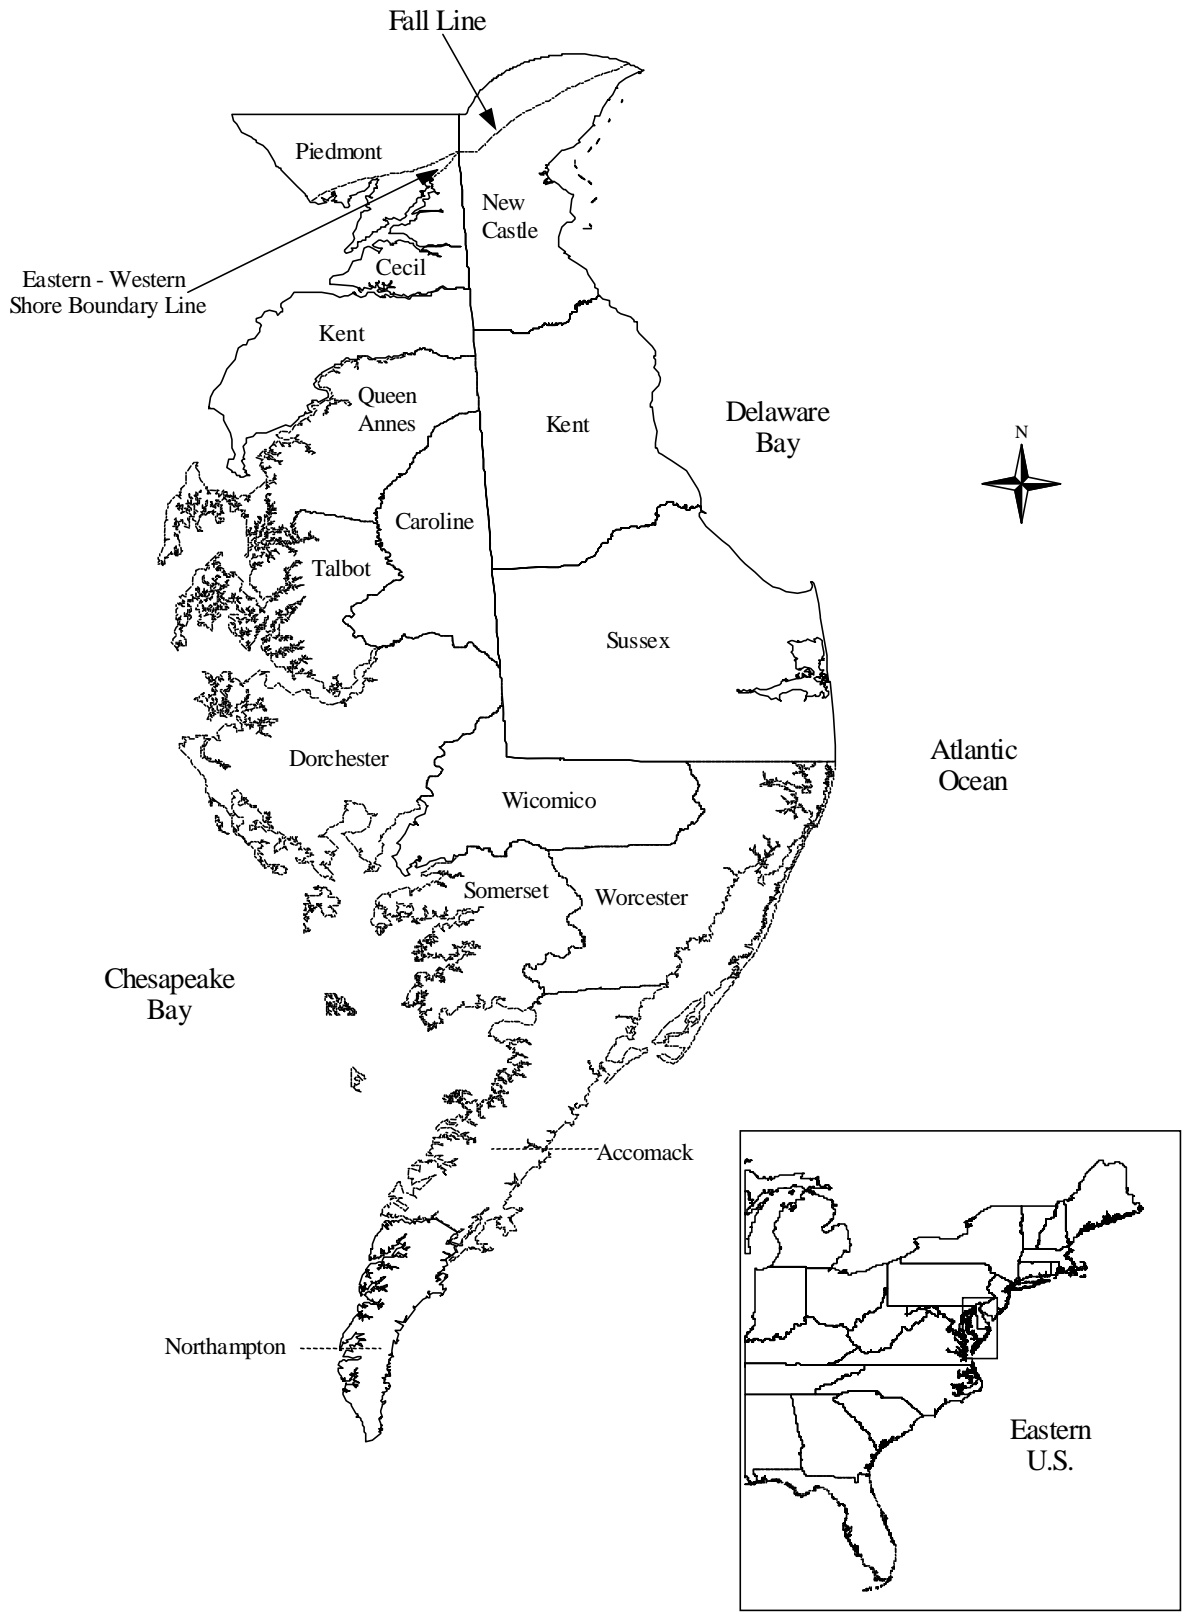 Fall Line
Piedmont
New
Castle
Eastern - Western
Shore Boundary Line
Cecil
Kent
Queen
Annes
Kent
Delaware
Bay
N
Caroline
Talbot
Sussex
Dorchester
Atlantic
Ocean
Wicomico
Somerset
Worcester
Chesapeake
Bay
Accomack
Northampton
Eastern
U.S.